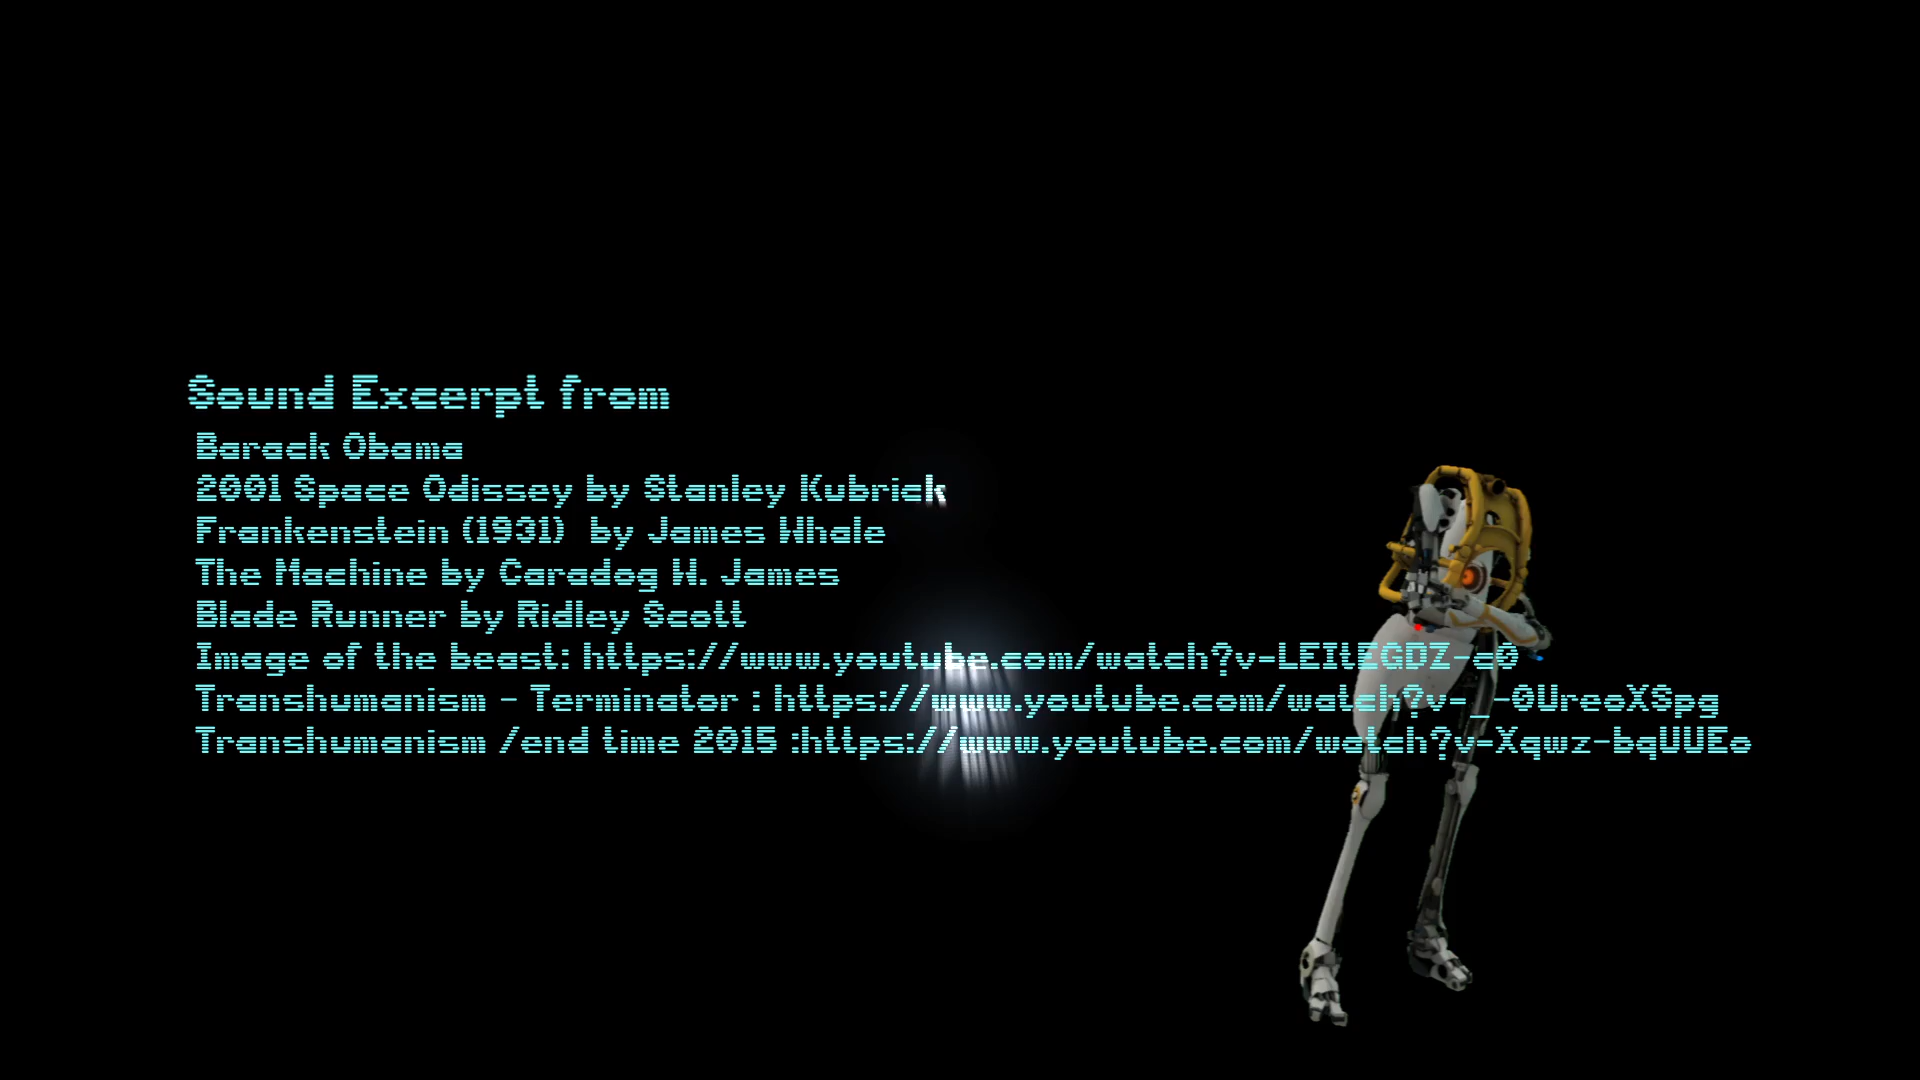 Sound Excerpt from
Barack Obama
2001 Space Odissey by Stanley Kubrick
Frankenstein (1931) by James Whale
The Machine by Caradog W. James
Blade Runner by Ridley Scott
Image of the beast: https://www.youtube.com/watch?v=LEItEGDZ-c0
Transhumanism - Terminator : https://www.youtube.com/watch?v=_-0UreoXSpg
Transhumanism /end time 2015 :https://www.youtube.com/watch?v=Xqwz-bqUUEo